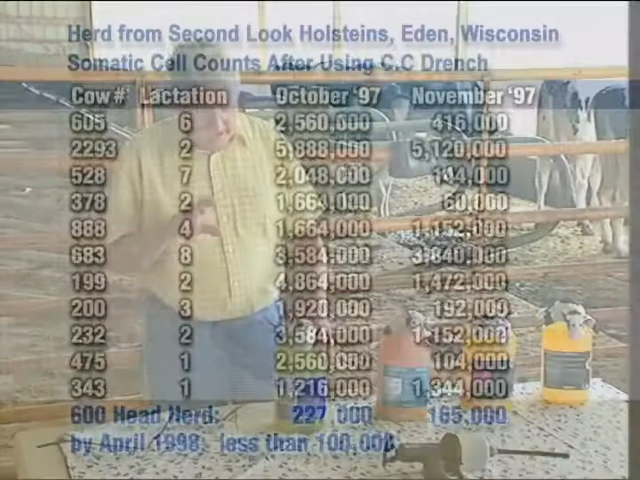 Herd from Second Look Holsteins, Eden, Wisconsin
Somatic Cell Counts After Using C.C Drench
Cow # Lactation October '97 November '97
605 6 2,560,000 416,000
2293 2 5,888,000 5,120,000
528 7 2,048,000 104,000
378 2 1,664,000 60,000
888 4 1,664,000 1,152,000
683 8 3,584,000 3,840,000
199 2 4,864,000 1,472,000
200 3 1,920,000 192,000
232 2 3,584,000 1,152,000
475 1 2,560,000 104,000
343 1 1,216,000 1,344,000
600 Head Herd: 227,000 165,000
by April 1998, less than 100,000